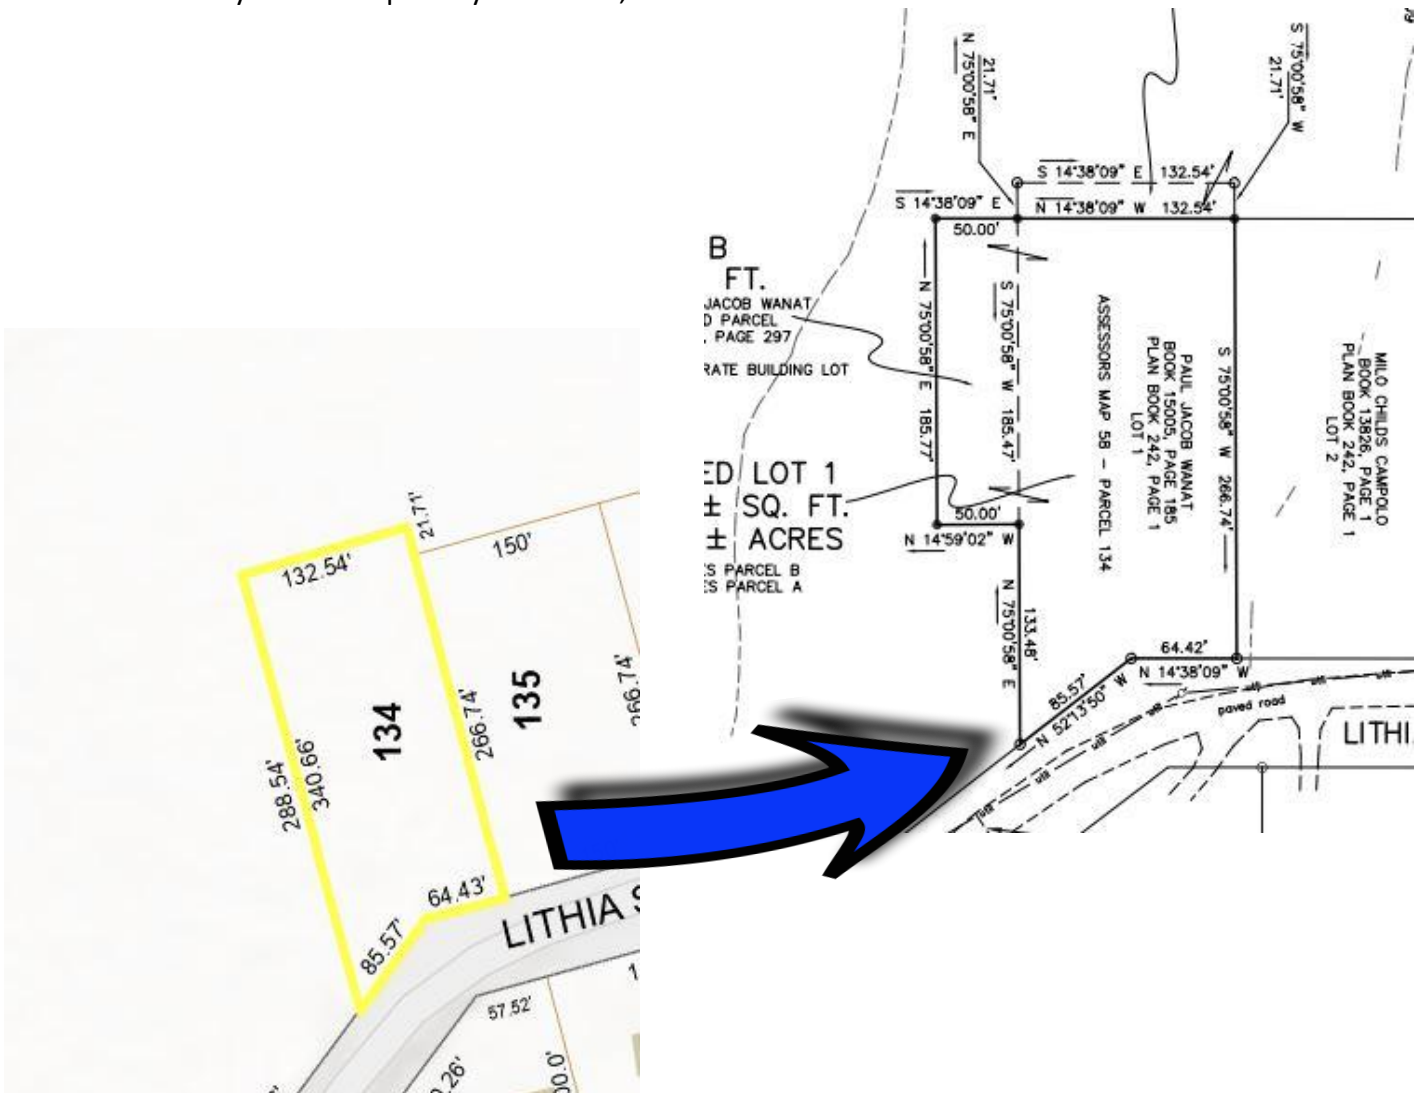 21.71'
N 75°00'58" E
S 75°00'58" W
21.71'
S 14°38'09" E 132.54'
S 14°38'09" E
N 14°38'09" W 132.54'
50.00'
B
FT.
JACOB WANAT
D PARCEL
PAGE 297
RATE BUILDING LOT
N 75°00'58" E 185.77'
S 75°00'58" W 185.47'
ASSESSORS MAP 58 – PARCEL 134
PAUL JACOB WANAT
BOOK 15005, PAGE 185
PLAN BOOK 242, PAGE 1
LOT 1
S 75°00'58" W 266.74'
MILO CHILDS CAMPOLO
BOOK 13826, PAGE 1
PLAN BOOK 242, PAGE 1
LOT 2
ED LOT 1
± SQ. FT.
± ACRES
S PARCEL B
ES PARCEL A
50.00'
N 14°59'02" W
133.48'
N 75°00'58" E
64.42'
N 14°38'09" W
85.57'
N 52°13'50" W
paved road
LITHI
132.54'
21.71'
150'
134
135
288.54'
340.66'
266.74'
266.74'
64.43'
85.57'
LITHIA S
57.52'
1
0.26'
00.0'